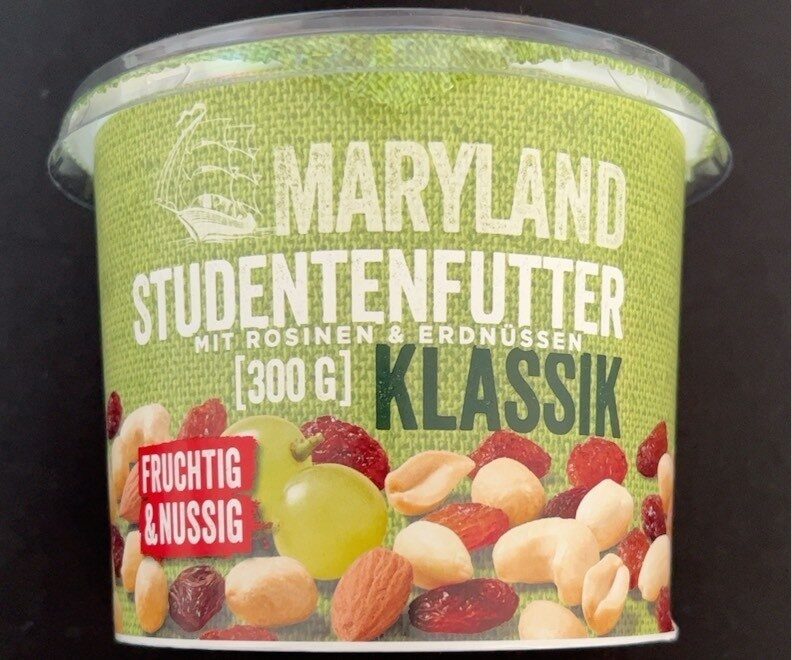 MARYLAND
STUDENTENFUTTER
MIT ROSINEN & ERDNÜSSEN
[300 G] KLASSIK
FRUCHTIG
&NUSSIG